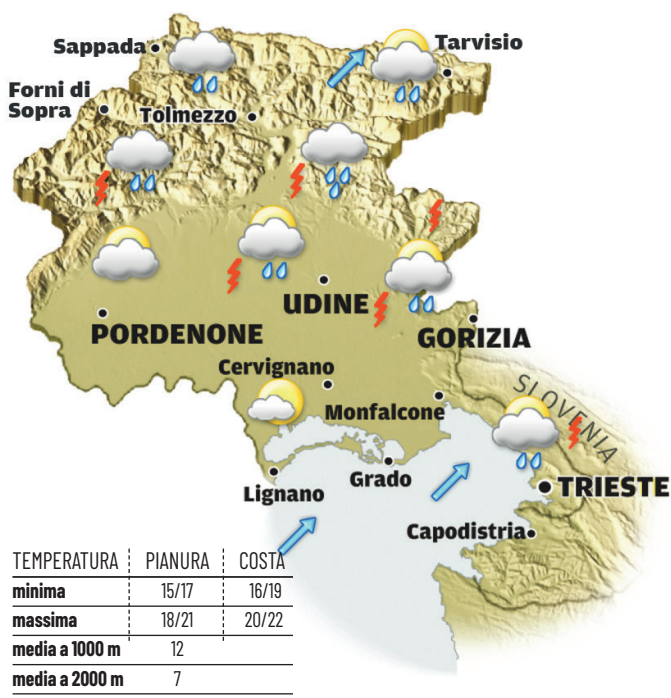 Sappada
Tarvisio
Forni di
Sopra
Tolmezzo
UDINE
PORDENONE
GORIZIA
Cervignano
SLOVENIA
Monfalcone
Grado
TRIESTE
Lignano
Capodistria
TEMPERATURA PIANURA COSTA
minima 15/17 16/19
massima 18/21 20/22
media a 1000 m 12
media a 2000 m 7